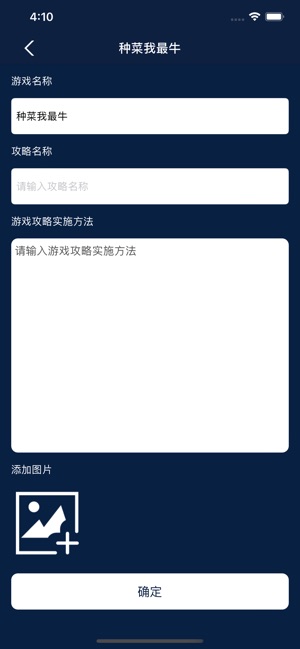 4:10
种菜我最牛
游戏名称
种菜我最牛
攻略名称
请输入攻略名称
游戏攻略实施方法
请输入游戏攻略实施方法
添加图片
确定